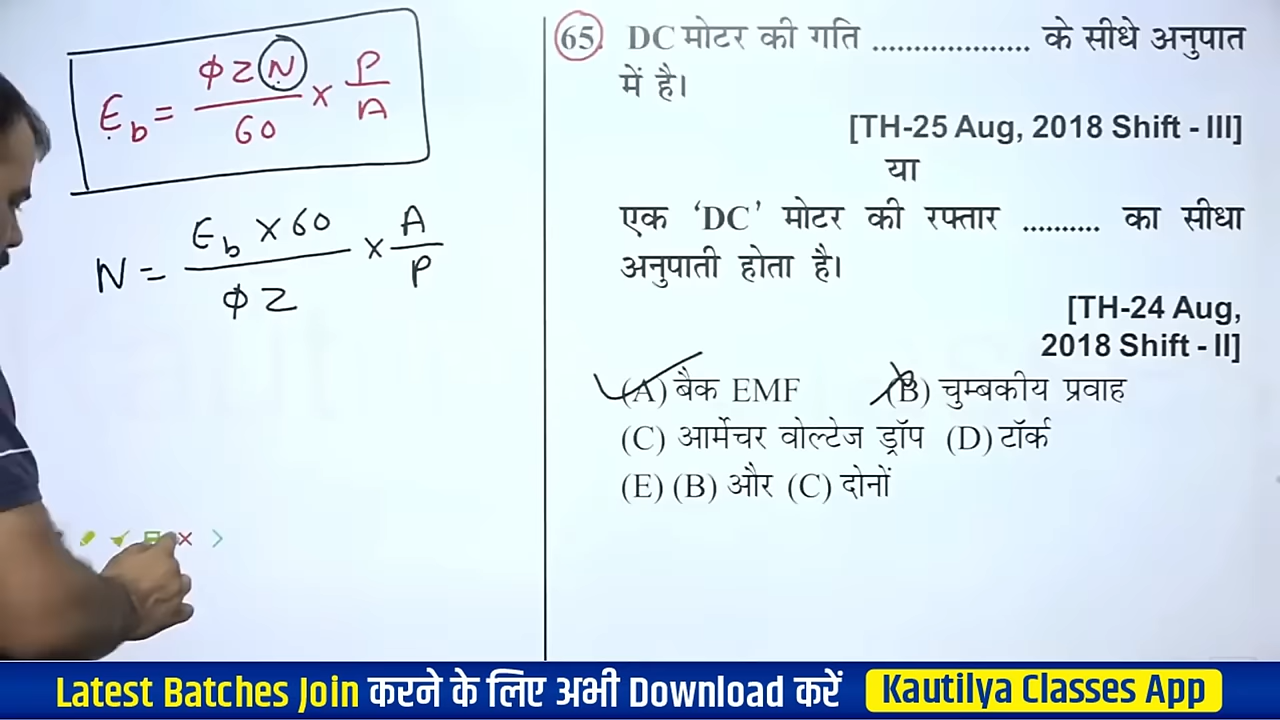 E_b = ΦZN/60 × P/A
N = E_b × 60/ΦZ × A/P
65. DC मोटर की गति ................... के सीधे अनुपात
में है।
[TH-25 Aug, 2018 Shift - III]
या
एक ‘DC’ मोटर की रफ्तार .......... का सीधा
अनुपाती होता है।
[TH-24 Aug,
2018 Shift - II]
(A) बैक EMF (B) चुम्बकीय प्रवाह
(C) आर्मेचर वोल्टेज ड्रॉप (D) टॉर्क
(E) (B) और (C) दोनों
Latest Batches Join करने के लिए अभी Download करें Kautilya Classes App